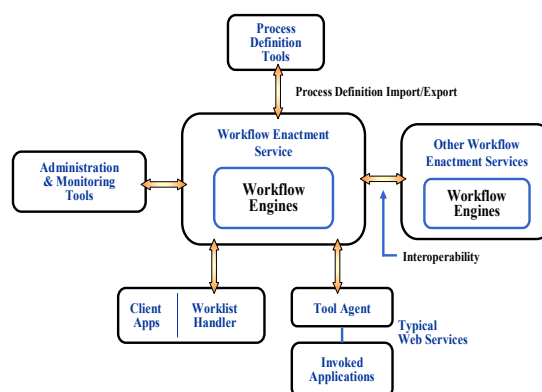 Process
Definition
Tools
Process Definition Import/Export
Workflow Enactment
Service
Workflow
Engines
Other Workflow
Enactment Services
Workflow
Engines
Administration
& Monitoring
Tools
Interoperability
Client
Apps
Worklist
Handler
Tool Agent
Typical
Web Services
Invoked
Applications